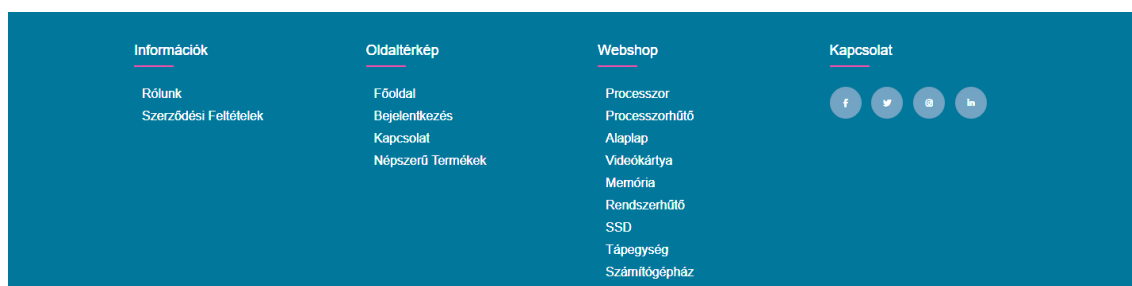 Információk
Rólunk
Szerződési Feltételek
Oldaltérkép
Főoldal
Bejelentkezés
Kapcsolat
Népszerű Termékek
Webshop
Processzor
Processzorhűtő
Alaplap
Videókártya
Memória
Rendszerhűtő
SSD
Tápegység
Számítógépház
Kapcsolat